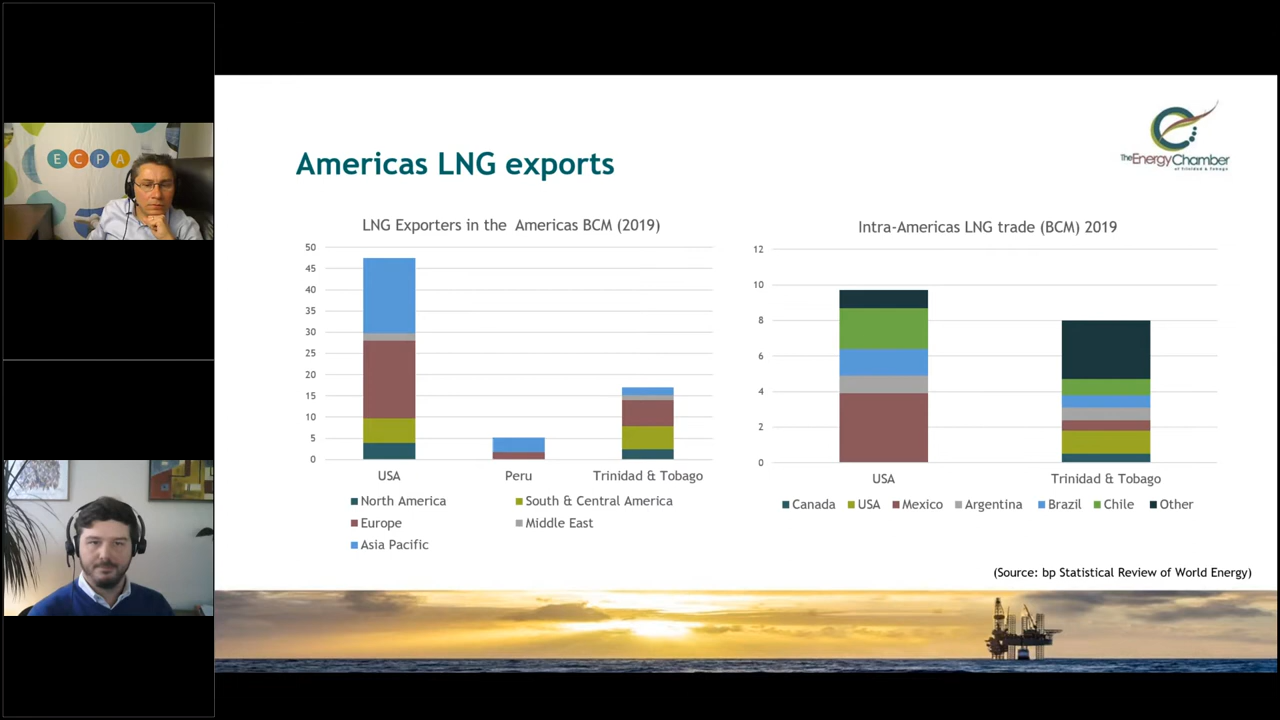 ECPA
Americas LNG exports
The Energy Chamber
of Trinidad & Tobago
LNG Exporters in the Americas BCM (2019)
50
45
40
35
30
25
20
15
10
5
0
USA Peru Trinidad & Tobago
North America South & Central America
Europe Middle East
Asia Pacific
Intra-Americas LNG trade (BCM) 2019
12
10
8
6
4
2
0
USA Trinidad & Tobago
Canada USA Mexico Argentina Brazil Chile Other
(Source: bp Statistical Review of World Energy)